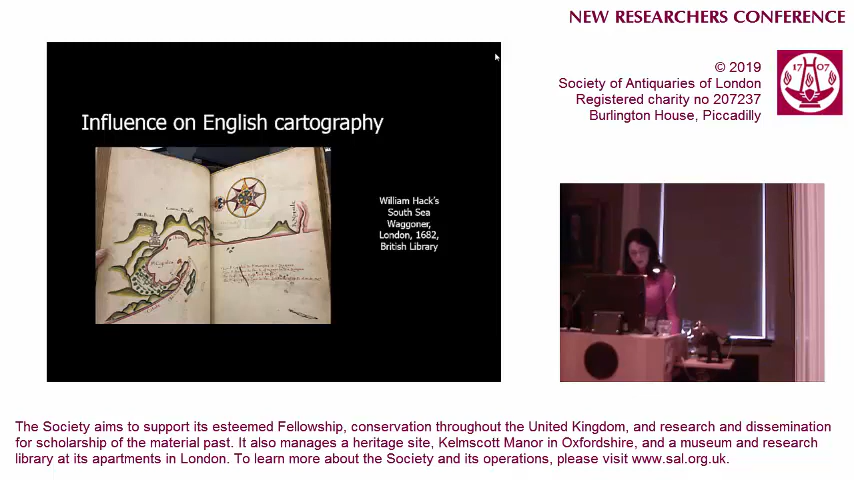 NEW RESEARCHERS CONFERENCE
© 2019
Society of Antiquaries of London
Registered charity no 207237
Burlington House, Piccadilly
17 07
Influence on English cartography
William Hack's
South Sea
Waggoner,
London, 1682,
British Library
The Society aims to support its esteemed Fellowship, conservation throughout the United Kingdom, and research and dissemination
for scholarship of the material past. It also manages a heritage site, Kelmscott Manor in Oxfordshire, and a museum and research
library at its apartments in London. To learn more about the Society and its operations, please visit www.sal.org.uk.